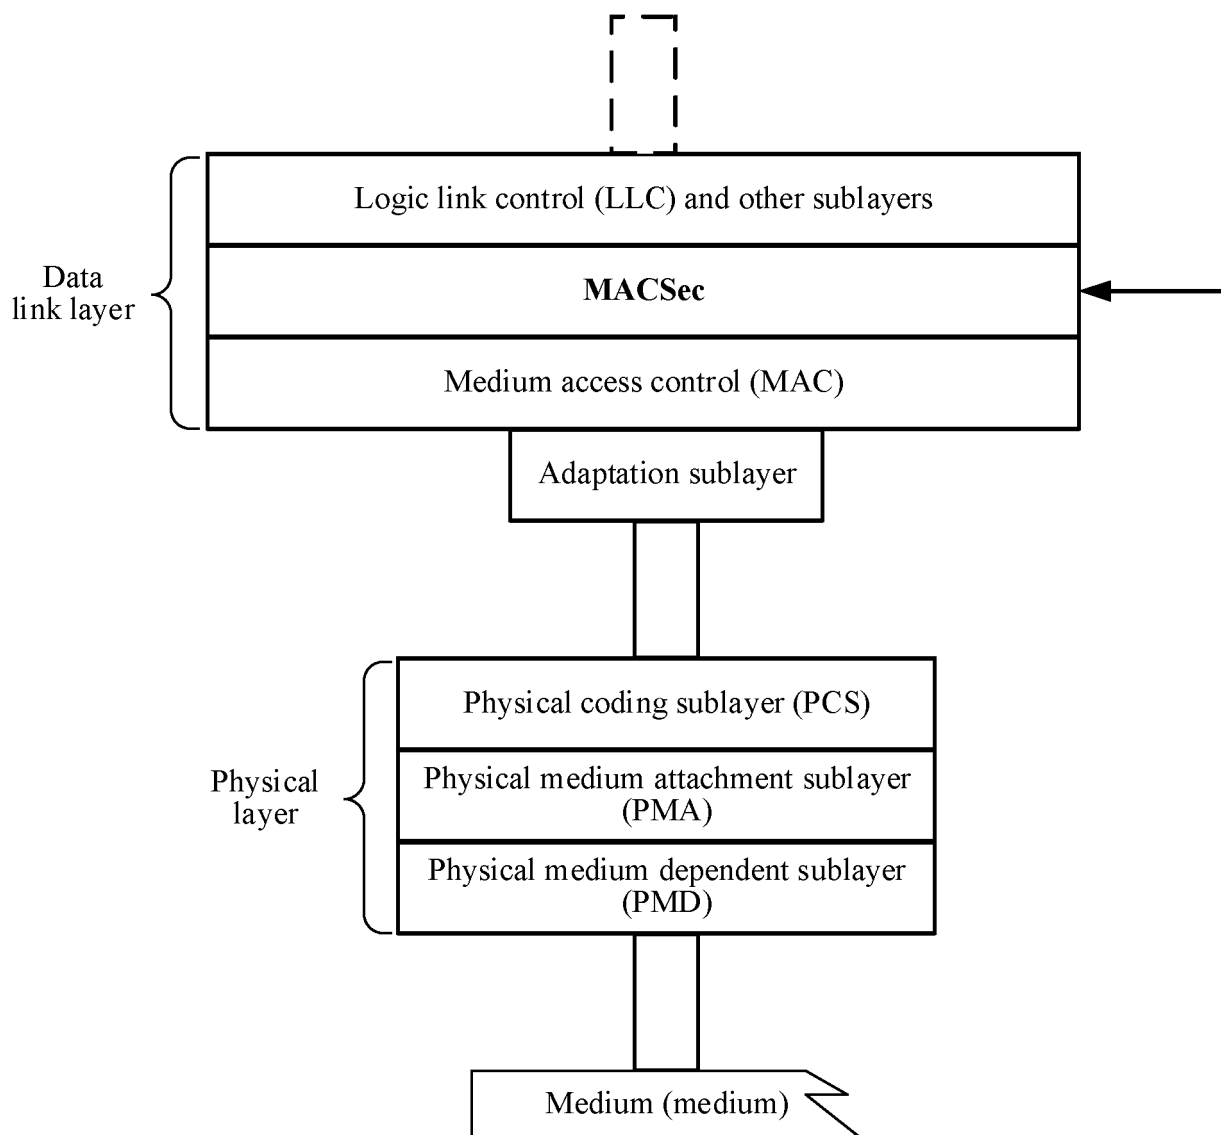 Logic link control (LLC) and other sublayers
Data
link layer
MACSec
Medium access control (MAC)
Adaptation sublayer
Physical coding sublayer (PCS)
Physical
layer
Physical medium attachment sublayer
(PMA)
Physical medium dependent sublayer
(PMD)
Medium (medium)